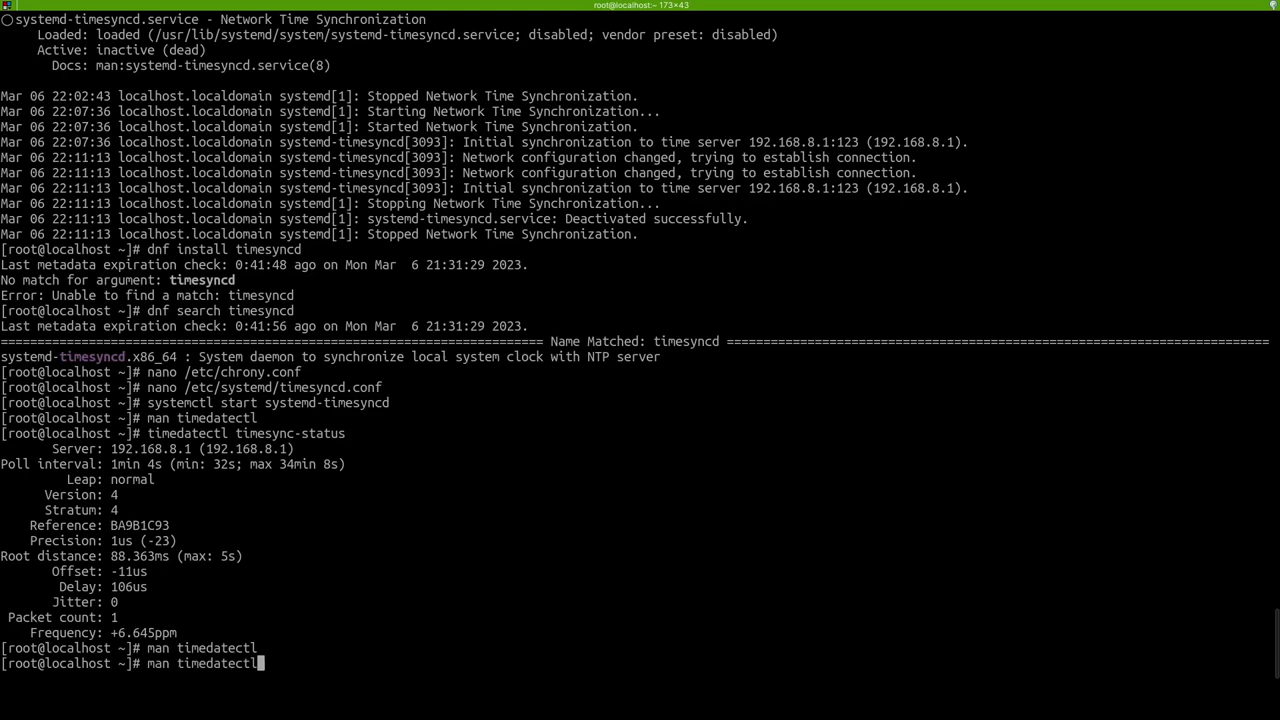 root@localhost:~ 173×43
systemd-timesyncd.service - Network Time Synchronization
Loaded: loaded (/usr/lib/systemd/system/systemd-timesyncd.service; disabled; vendor preset: disabled)
Active: inactive (dead)
Docs: man:systemd-timesyncd.service(8)
Mar 06 22:02:43 localhost.localdomain systemd[1]: Stopped Network Time Synchronization.
Mar 06 22:07:36 localhost.localdomain systemd[1]: Starting Network Time Synchronization...
Mar 06 22:07:36 localhost.localdomain systemd[1]: Started Network Time Synchronization.
Mar 06 22:07:36 localhost.localdomain systemd-timesyncd[3093]: Initial synchronization to time server 192.168.8.1:123 (192.168.8.1).
Mar 06 22:11:13 localhost.localdomain systemd-timesyncd[3093]: Network configuration changed, trying to establish connection.
Mar 06 22:11:13 localhost.localdomain systemd-timesyncd[3093]: Network configuration changed, trying to establish connection.
Mar 06 22:11:13 localhost.localdomain systemd-timesyncd[3093]: Initial synchronization to time server 192.168.8.1:123 (192.168.8.1).
Mar 06 22:11:13 localhost.localdomain systemd[1]: Stopping Network Time Synchronization...
Mar 06 22:11:13 localhost.localdomain systemd[1]: systemd-timesyncd.service: Deactivated successfully.
Mar 06 22:11:13 localhost.localdomain systemd[1]: Stopped Network Time Synchronization.
[root@localhost ~]# dnf install timesyncd
Last metadata expiration check: 0:41:48 ago on Mon Mar  6 21:31:29 2023.
No match for argument: timesyncd
Error: Unable to find a match: timesyncd
[root@localhost ~]# dnf search timesyncd
Last metadata expiration check: 0:41:56 ago on Mon Mar  6 21:31:29 2023.
========================================================================== Name Matched: timesyncd ==========================================================================
systemd-timesyncd.x86_64 : System daemon to synchronize local system clock with NTP server
[root@localhost ~]# nano /etc/chrony.conf
[root@localhost ~]# nano /etc/systemd/timesyncd.conf
[root@localhost ~]# systemctl start systemd-timesyncd
[root@localhost ~]# man timedatectl
[root@localhost ~]# timedatectl timesync-status
Server: 192.168.8.1 (192.168.8.1)
Poll interval: 1min 4s (min: 32s; max 34min 8s)
Leap: normal
Version: 4
Stratum: 4
Reference: BA9B1C93
Precision: 1us (-23)
Root distance: 88.363ms (max: 5s)
Offset: -11us
Delay: 106us
Jitter: 0
Packet count: 1
Frequency: +6.645ppm
[root@localhost ~]# man timedatectl
[root@localhost ~]# man timedatectl